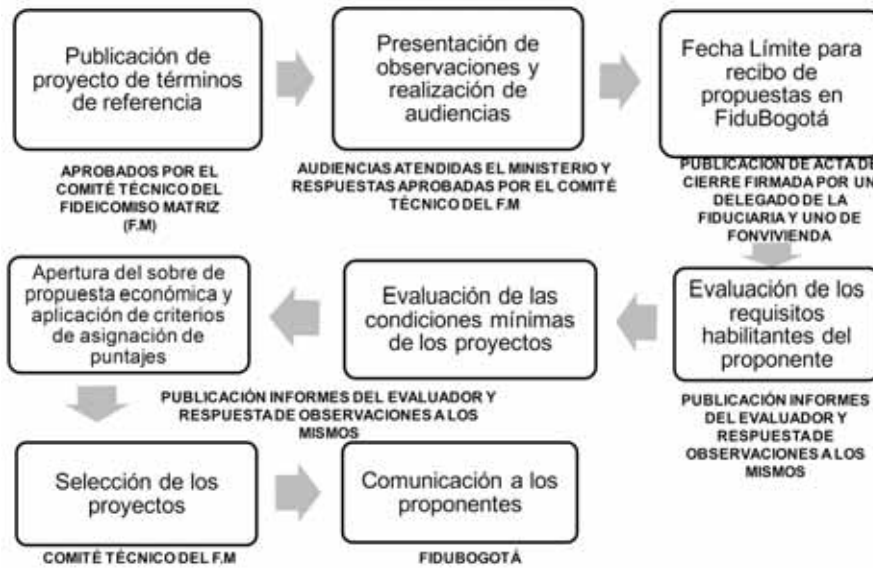 Publicación de
proyecto de términos
de referencia
APROBADOS POR EL
COMITÉ TÉCNICO DEL
FIDEICOMISO MATRIZ
(F.M)
Presentación de
observaciones y
realización de
audiencias
AUDIENCIAS ATENDIDAS EL MINISTERIO Y
RESPUESTAS APROBADAS POR EL COMITÉ
TÉCNICO DEL F.M
Fecha Límite para
recibo de
propuestas en
FiduBogotá
PUBLICACIÓN DE ACTA DE
CIERRE FIRMADA POR UN
DELEGADO DE LA
FIDUCIARIA Y UNO DE
FONVIVIENDA
Evaluación de los
requisitos
habilitantes del
proponente
PUBLICACIÓN INFORMES
DEL EVALUADOR Y
RESPUESTA DE
OBSERVACIONES A LOS
MISMOS
Evaluación de las
condiciones mínimas
de los proyectos
Apertura del sobre de
propuesta económica y
aplicación de criterios
de asignación de
puntajes
PUBLICACIÓN INFORMES DEL EVALUADOR Y
RESPUESTA DE OBSERVACIONES A LOS
MISMOS
Selección de los
proyectos
COMITÉ TÉCNICO DEL F.M
Comunicación a los
proponentes
FIDUBOGOTÁ